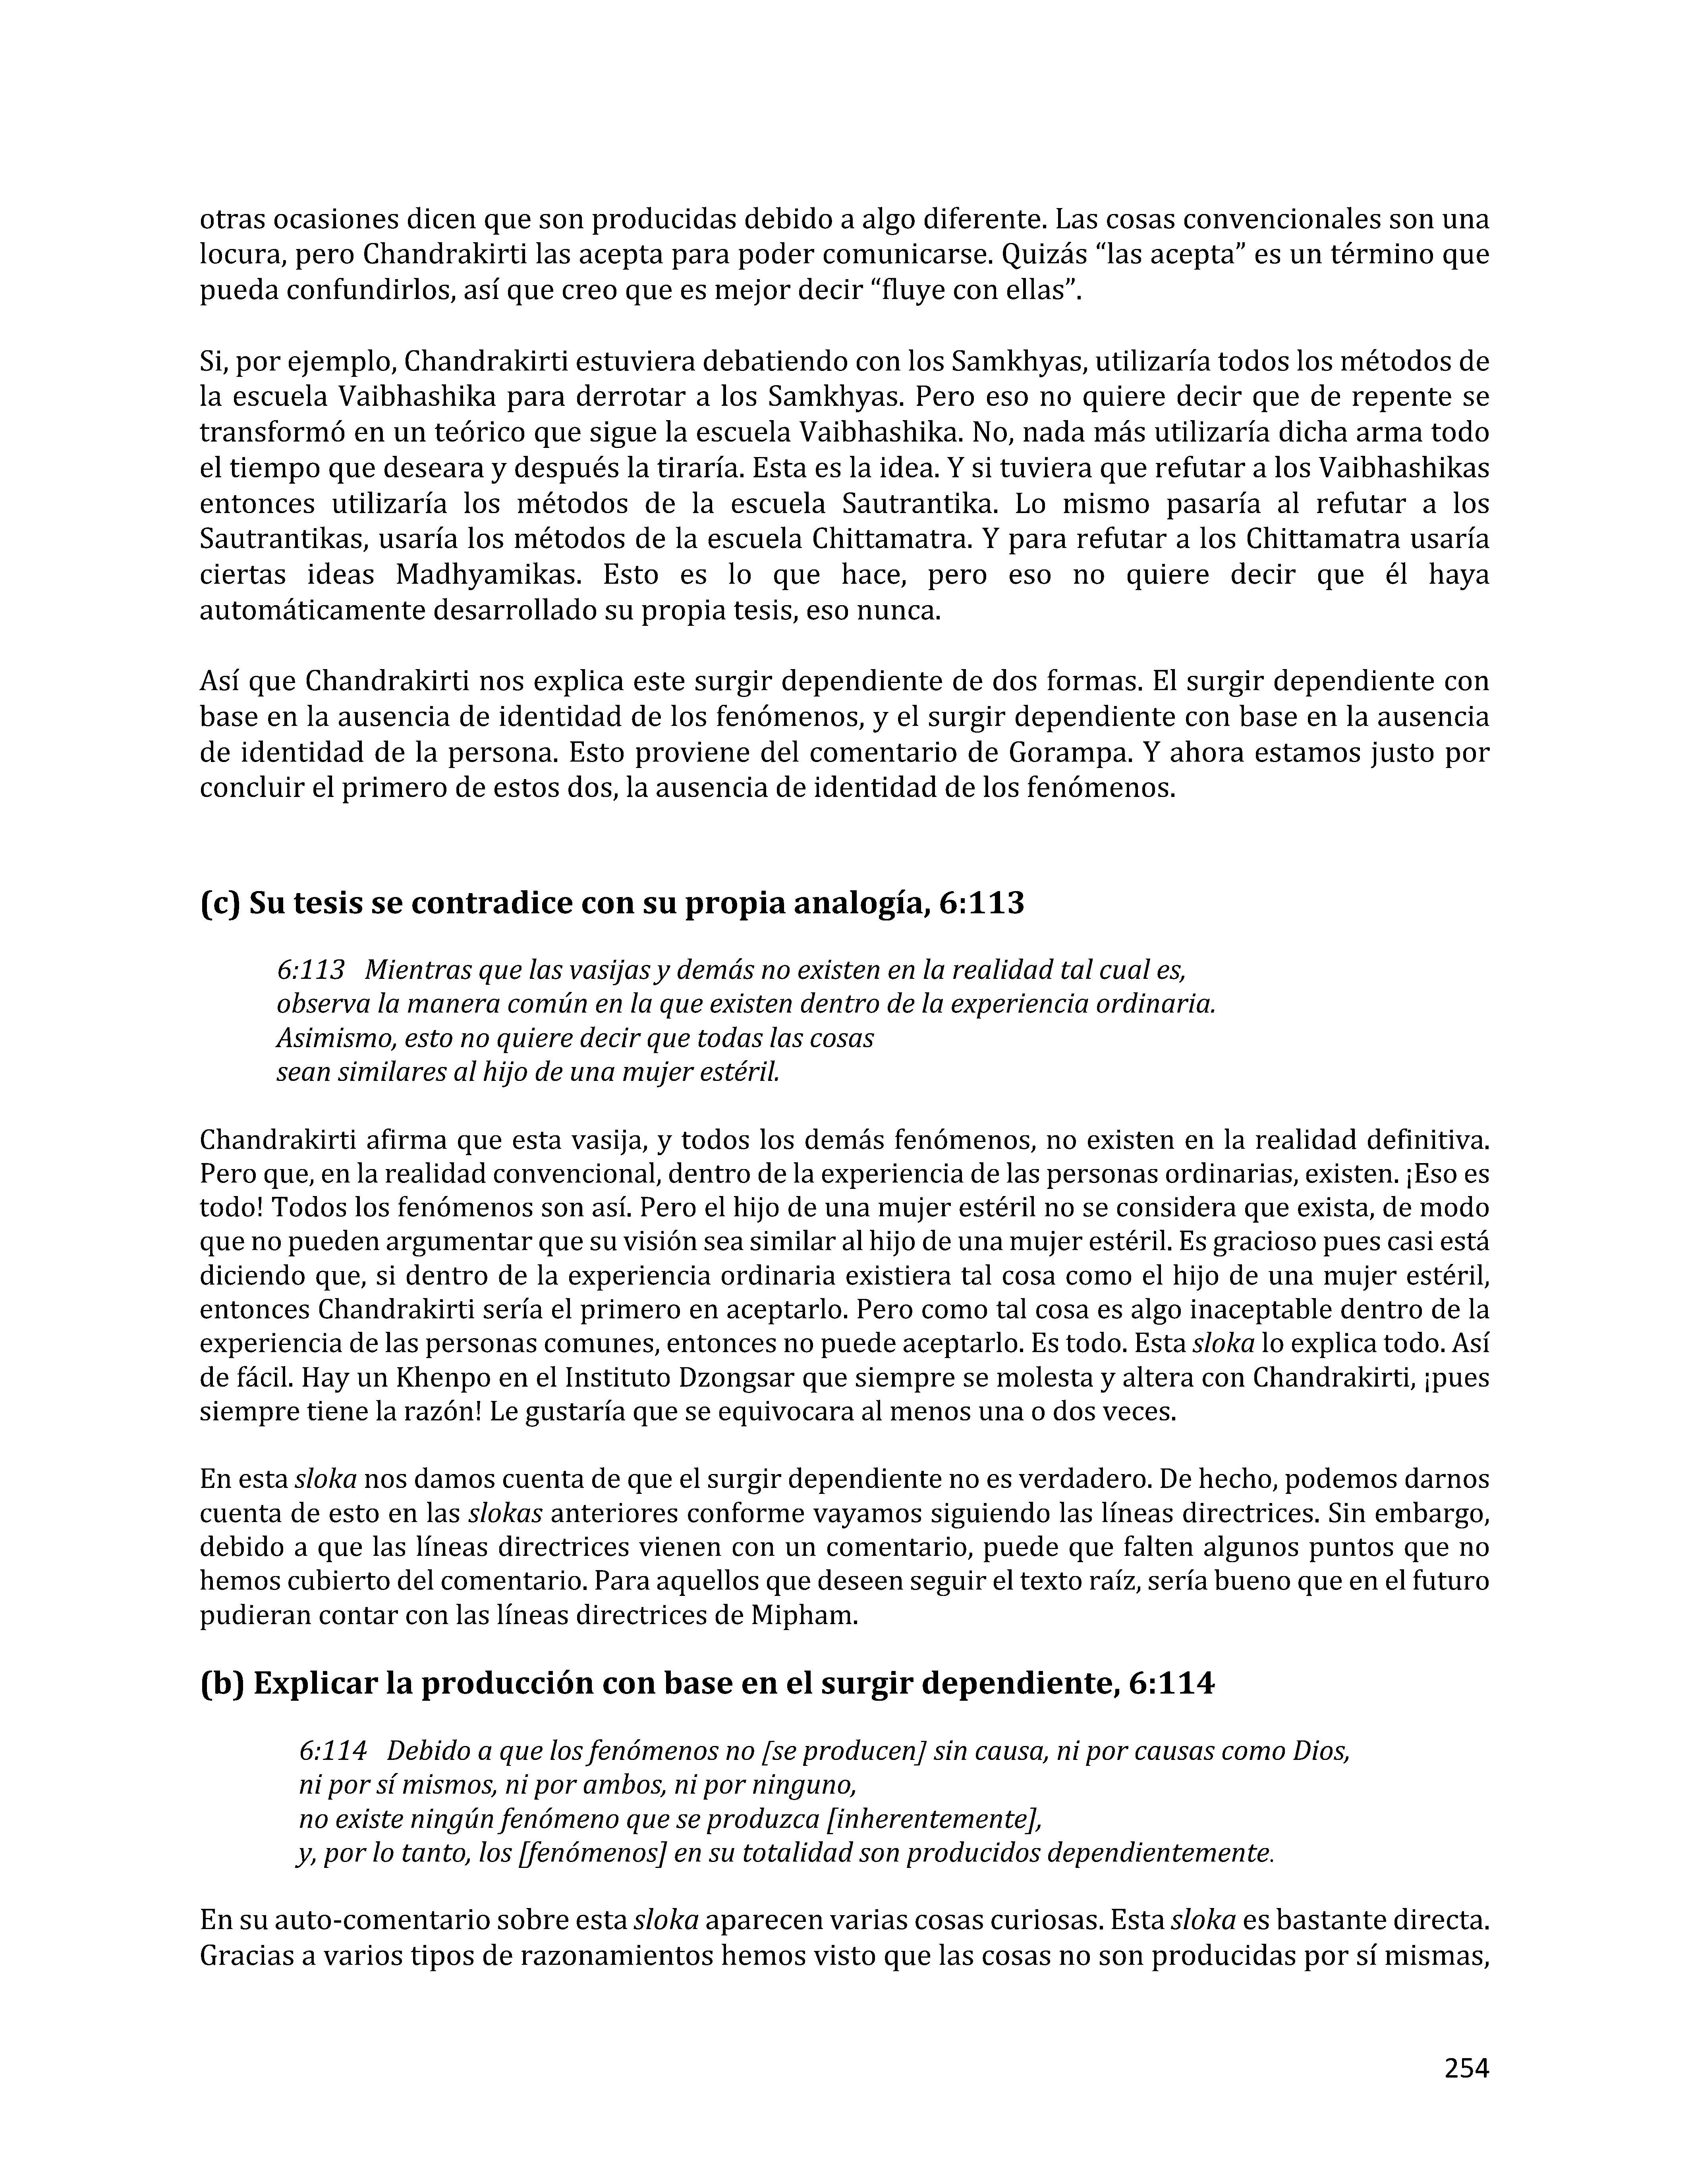 otras ocasiones dicen que son producidas debido a algo diferente. Las cosas convencionales son una
locura, pero Chandrakirti las acepta para poder comunicarse. Quizás “las acepta” es un término que
pueda confundirlos, así que creo que es mejor decir “fluye con ellas”.
Si, por ejemplo, Chandrakirti estuviera debatiendo con los Samkhyas, utilizaría todos los métodos de
la escuela Vaibhashika para derrotar a los Samkhyas. Pero eso no quiere decir que de repente se
transformó en un teórico que sigue la escuela Vaibhashika. No, nada más utilizaría dicha arma todo
el tiempo que deseara y después la tiraría. Esta es la idea. Y si tuviera que refutar a los Vaibhashikas
entonces utilizaría los métodos de la escuela Sautrantika. Lo mismo pasaría al refutar a los
Sautrantikas, usaría los métodos de la escuela Chittamatra. Y para refutar a los Chittamatra usaría
ciertas ideas Madhyamikas. Esto es lo que hace, pero eso no quiere decir que él haya
automáticamente desarrollado su propia tesis, eso nunca.
Así que Chandrakirti nos explica este surgir dependiente de dos formas. El surgir dependiente con
base en la ausencia de identidad de los fenómenos, y el surgir dependiente con base en la ausencia
de identidad de la persona. Esto proviene del comentario de Gorampa. Y ahora estamos justo por
concluir el primero de estos dos, la ausencia de identidad de los fenómenos.
(c) Su tesis se contradice con su propia analogía, 6:113
6:113 Mientras que las vasijas y demás no existen en la realidad tal cual es,
observa la manera común en la que existen dentro de la experiencia ordinaria.
Asimismo, esto no quiere decir que todas las cosas
sean similares al hijo de una mujer estéril.
Chandrakirti afirma que esta vasija, y todos los demás fenómenos, no existen en la realidad definitiva.
Pero que, en la realidad convencional, dentro de la experiencia de las personas ordinarias, existen. ¡Eso es
todo! Todos los fenómenos son así. Pero el hijo de una mujer estéril no se considera que exista, de modo
que no pueden argumentar que su visión sea similar al hijo de una mujer estéril. Es gracioso pues casi está
diciendo que, si dentro de la experiencia ordinaria existiera tal cosa como el hijo de una mujer estéril,
entonces Chandrakirti sería el primero en aceptarlo. Pero como tal cosa es algo inaceptable dentro de la
experiencia de las personas comunes, entonces no puede aceptarlo. Es todo. Esta sloka lo explica todo. Así
de fácil. Hay un Khenpo en el Instituto Dzongsar que siempre se molesta y altera con Chandrakirti, ¡pues
siempre tiene la razón! Le gustaría que se equivocara al menos una o dos veces.
En esta sloka nos damos cuenta de que el surgir dependiente no es verdadero. De hecho, podemos darnos
cuenta de esto en las slokas anteriores conforme vayamos siguiendo las líneas directrices. Sin embargo,
debido a que las líneas directrices vienen con un comentario, puede que falten algunos puntos que no
hemos cubierto del comentario. Para aquellos que deseen seguir el texto raíz, sería bueno que en el futuro
pudieran contar con las líneas directrices de Mipham.
(b) Explicar la producción con base en el surgir dependiente, 6:114
6:114 Debido a que los fenómenos no [se producen] sin causa, ni por causas como Dios,
ni por sí mismos, ni por ambos, ni por ninguno,
no existe ningún fenómeno que se produzca [inherentemente],
y, por lo tanto, los [fenómenos] en su totalidad son producidos dependientemente.
En su auto-comentario sobre esta sloka aparecen varias cosas curiosas. Esta sloka es bastante directa.
Gracias a varios tipos de razonamientos hemos visto que las cosas no son producidas por sí mismas,
254